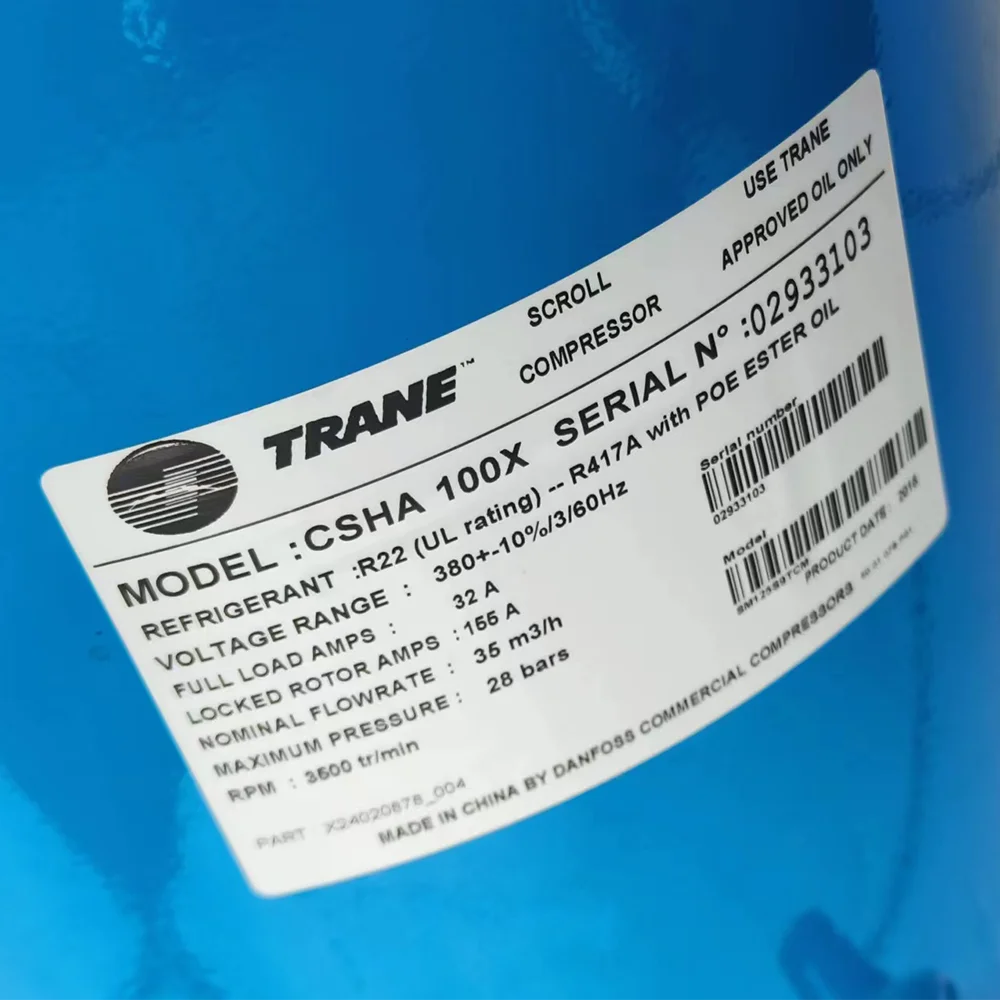 TRANE™
SCROLL
COMPRESSOR
USE TRANE
APPROVED OIL ONLY
MODEL :CSHA 100X SERIAL N° :02933103
REFRIGERANT :R22 (UL rating) -- R417A with POE ESTER OIL
VOLTAGE RANGE : 380+-10%/3/60Hz
FULL LOAD AMPS : 32 A
LOCKED ROTOR AMPS : 155 A
NOMINAL FLOWRATE : 35 m3/h
MAXIMUM PRESSURE : 28 bars
RPM : 3500 tr/min
Serial number
02933103
Model
SM125S9TCM
PRODUCT DATE: 2018
PART X24020878_004
MADE IN CHINA BY DANFOSS COMMERCIAL COMPRESSORS